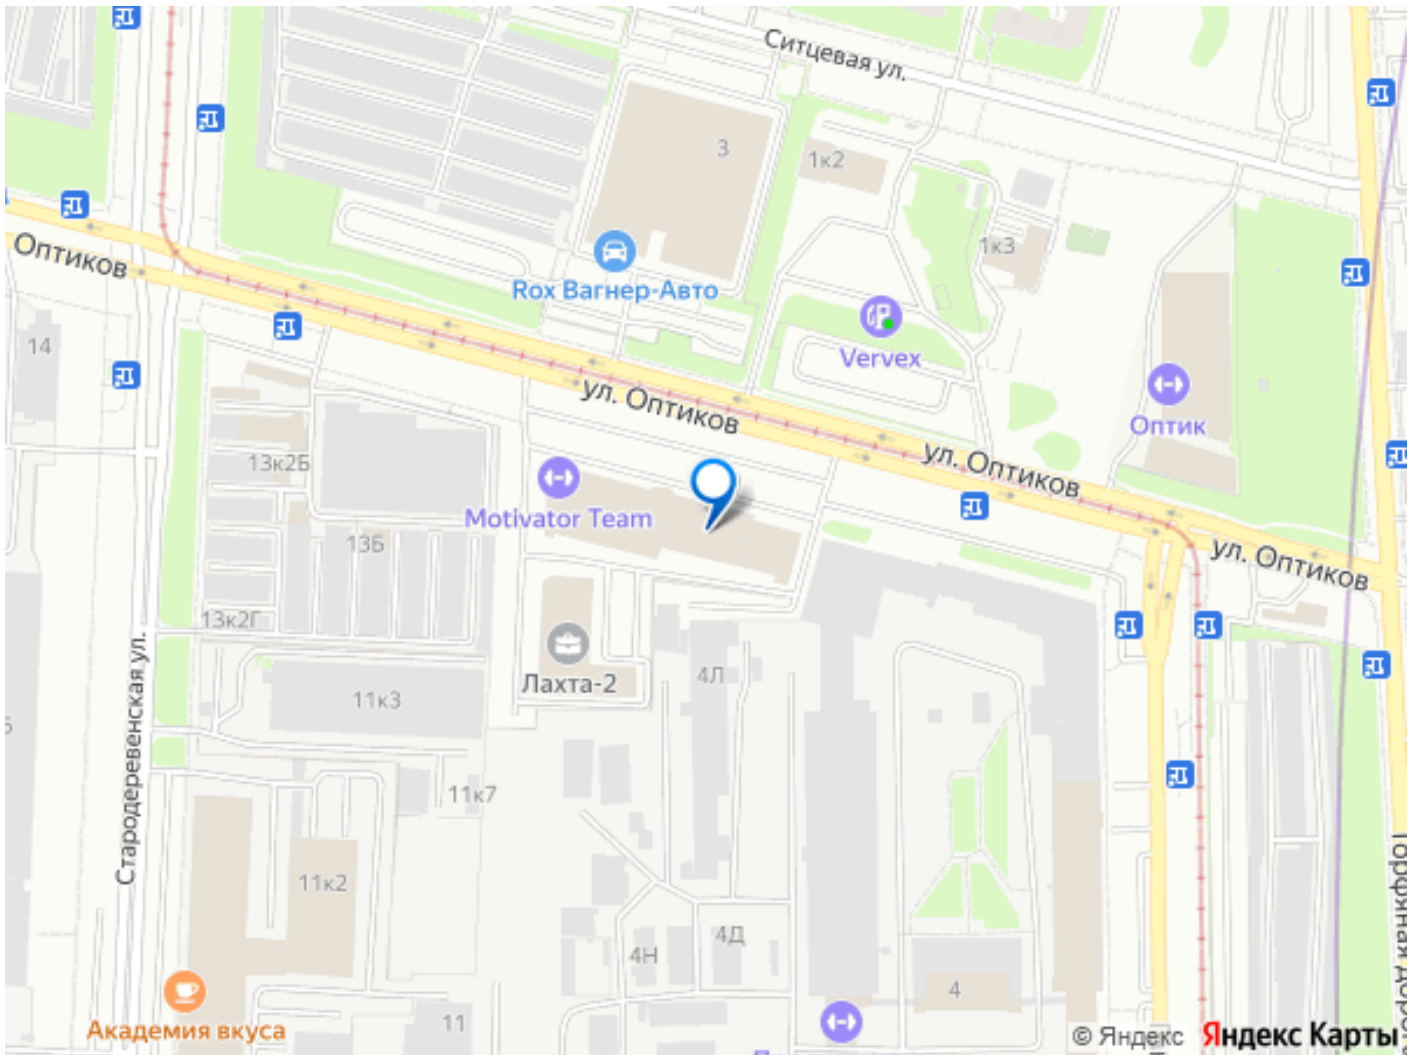 Ситцевая ул.
3
1к2
1к3
Оптиков
Rox Вагнер-Авто
Vervex
14
ул. Оптиков
Оптик
ул. Оптиков
13к2Б
Motivator Team
13Б
ул. Оптиков
13к2Г
Стародеревенская ул.
Лахта-2
4Л
11к3
11к7
11к2
4Д
4Н
4
11
Академия вкуса
© Яндекс
Яндекс Карты